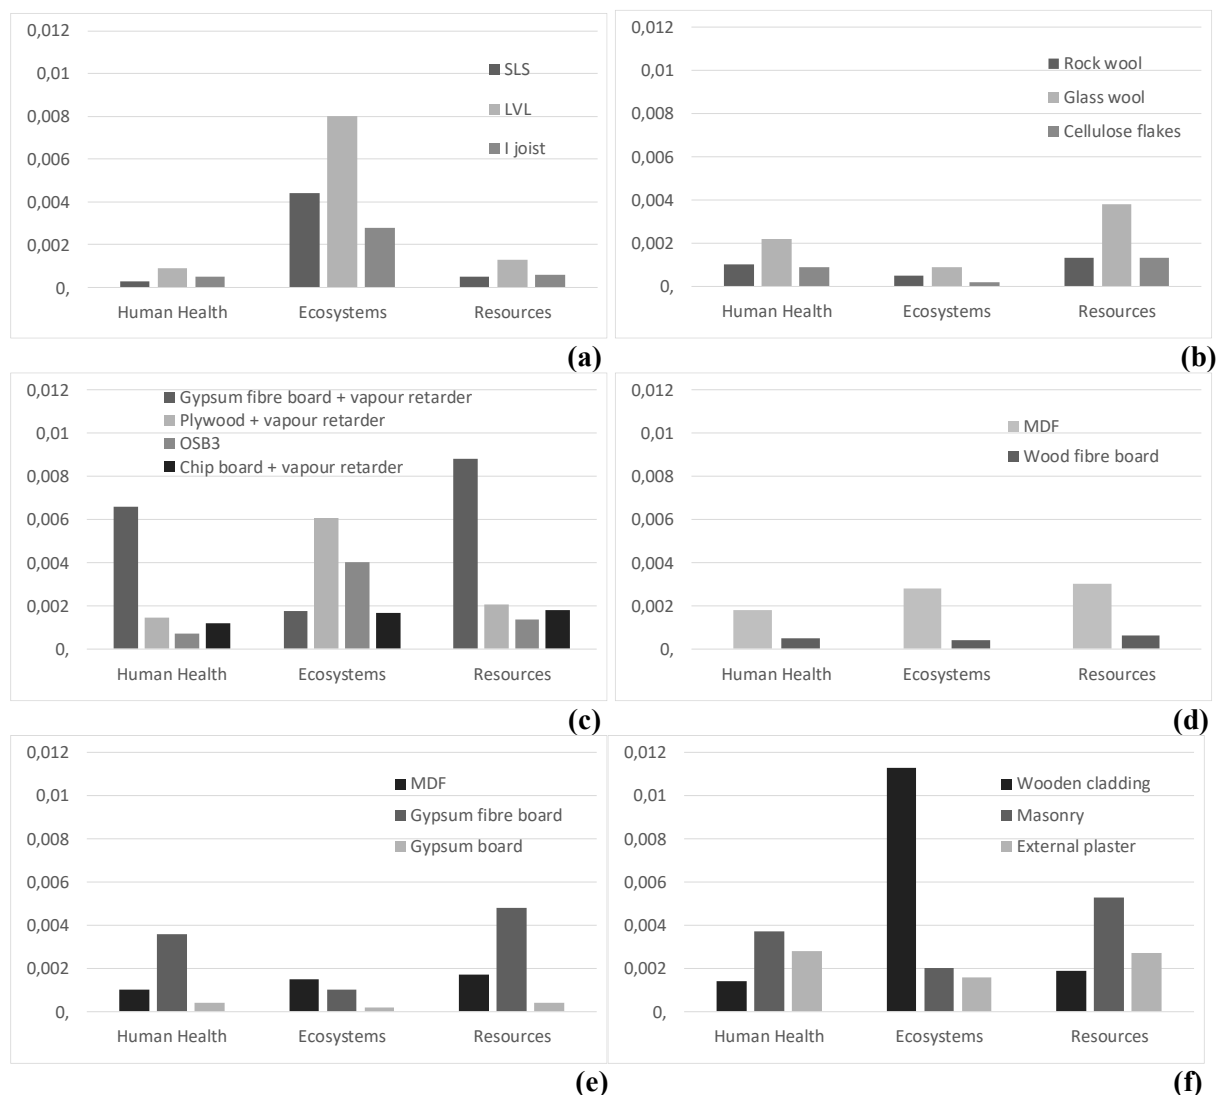 0,012
0,01
0,008
0,006
0,004
0,002
0,
SLS
LVL
I joist
Human Health Ecosystems Resources
(a)
0,012
0,01
0,008
0,006
0,004
0,002
0,
Rock wool
Glass wool
Cellulose flakes
Human Health Ecosystems Resources
(b)
0,012
0,01
0,008
0,006
0,004
0,002
0,
Gypsum fibre board + vapour retarder
Plywood + vapour retarder
OSB3
Chip board + vapour retarder
Human Health Ecosystems Resources
(c)
0,012
0,01
0,008
0,006
0,004
0,002
0,
MDF
Wood fibre board
Human Health Ecosystems Resources
(d)
0,012
0,01
0,008
0,006
0,004
0,002
0,
MDF
Gypsum fibre board
Gypsum board
Human Health Ecosystems Resources
(e)
0,012
0,01
0,008
0,006
0,004
0,002
0,
Wooden cladding
Masonry
External plaster
Human Health Ecosystems Resources
(f)